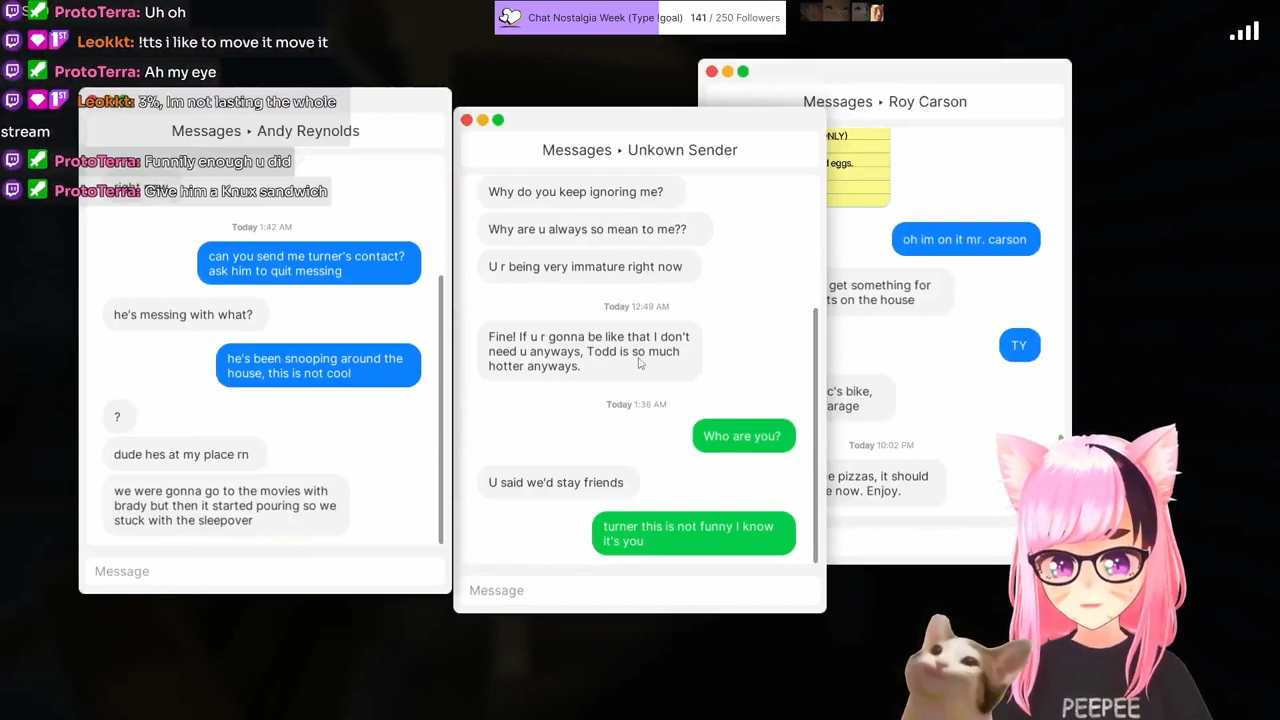 ProtoTerra: Uh oh
Leokkt: !tts i like to move it move it
ProtoTerra: Ah my eye
Leokkt: 3%, Im not lasting the whole
stream
ProtoTerra: Funnily enough u did
ProtoTerra: Give him a Knux sandwich
Chat Nostalgia Week (Type !goal) 141 / 250 Followers
Messages ▸ Andy Reynolds
Today 1:42 AM
can you send me turner's contact?
ask him to quit messing
he's messing with what?
he's been snooping around the
house, this is not cool
?
dude hes at my place rn
we were gonna go to the movies with
brady but then it started pouring so we
stuck with the sleepover
Message
Messages ▸ Unkown Sender
Why do you keep ignoring me?
Why are u always so mean to me??
U r being very immature right now
Today 12:49 AM
Fine! If u r gonna be like that I don't
need u anyways, Todd is so much
hotter anyways.
Today 1:36 AM
Who are you?
U said we'd stay friends
turner this is not funny I know
it's you
Message
Messages ▸ Roy Carson
NLY)
d eggs.
oh im on it mr. carson
get something for
ts on the house
TY
c's bike,
arage
Today 10:02 PM
e pizzas, it should
e now. Enjoy.
PEEPEE